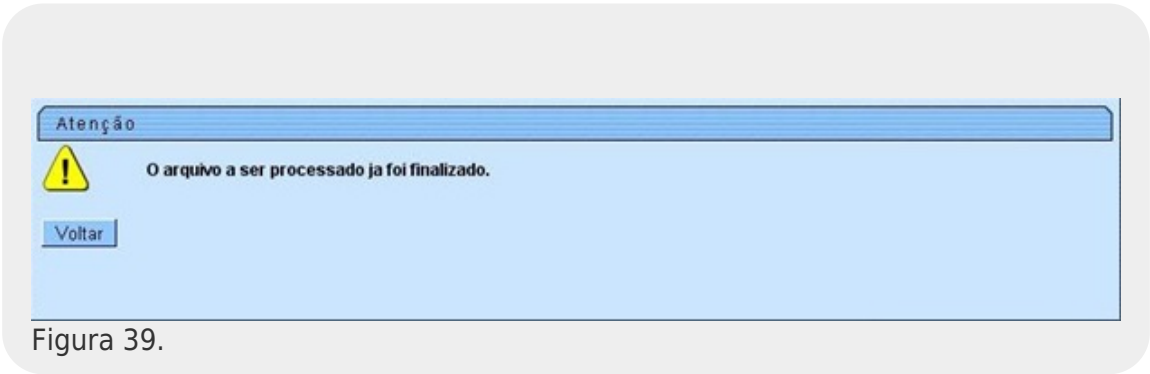 Atenção
O arquivo a ser processado ja foi finalizado.
Voltar
Figura 39.